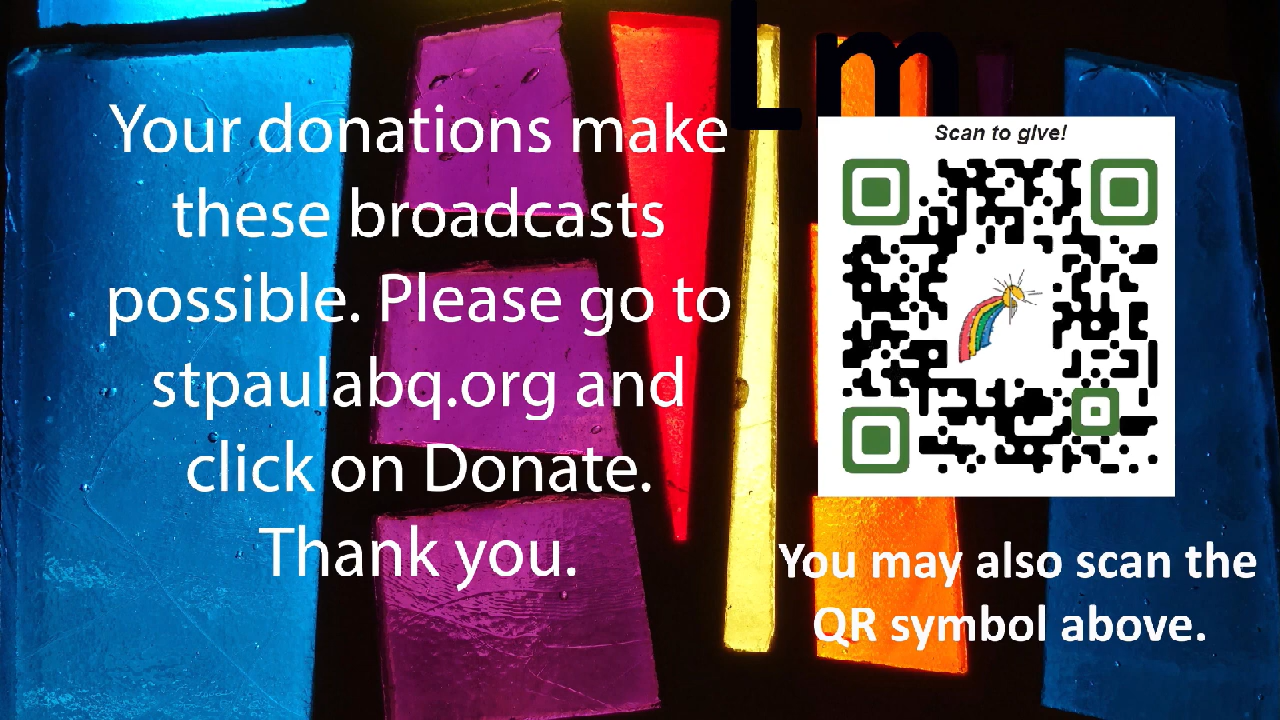 Lm
Your donations make
these broadcasts
possible. Please go to
stpaulabq.org and
click on Donate.
Thank you.
Scan to give!
You may also scan the
QR symbol above.